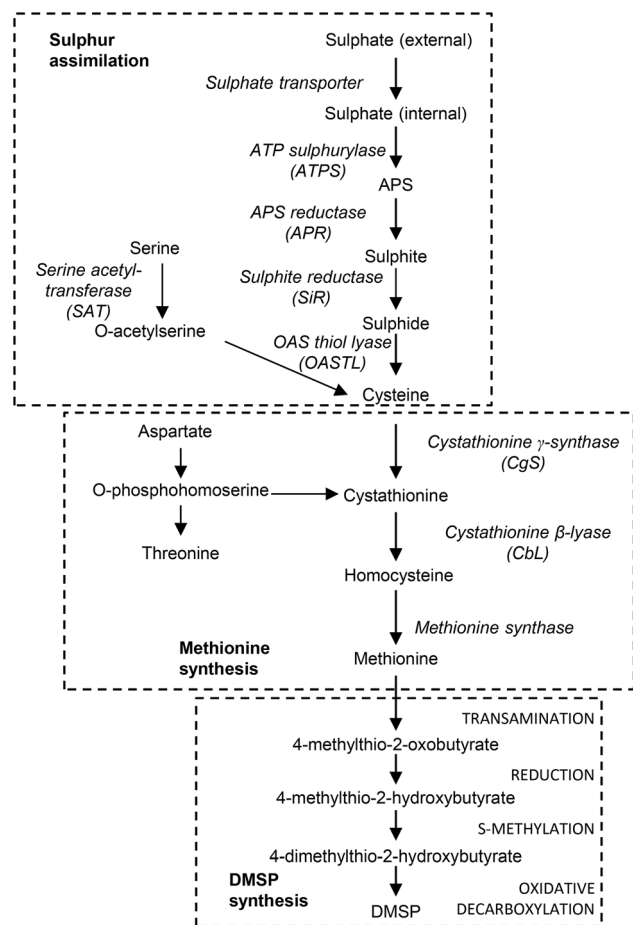 Sulphur
assimilation
Sulphate (external)
Sulphate transporter
Sulphate (internal)
ATP sulphurylase
(ATPS)
APS
APS reductase
(APR)
Sulphite
Serine
Serine acetyl-
transferase
(SAT)
Sulphite reductase
(SiR)
O-acetylserine
Sulphide
OAS thiol lyase
(OASTL)
Cysteine
Aspartate
Cystathionine γ-synthase
(CgS)
O-phosphohomoserine
Cystathionine
Threonine
Cystathionine β-lyase
(CbL)
Homocysteine
Methionine synthase
Methionine
synthesis
Methionine
TRANSAMINATION
4-methylthio-2-oxobutyrate
REDUCTION
4-methylthio-2-hydroxybutyrate
S-METHYLATION
4-dimethylthio-2-hydroxybutyrate
DMSP
synthesis
OXIDATIVE
DECARBOXYLATION
DMSP